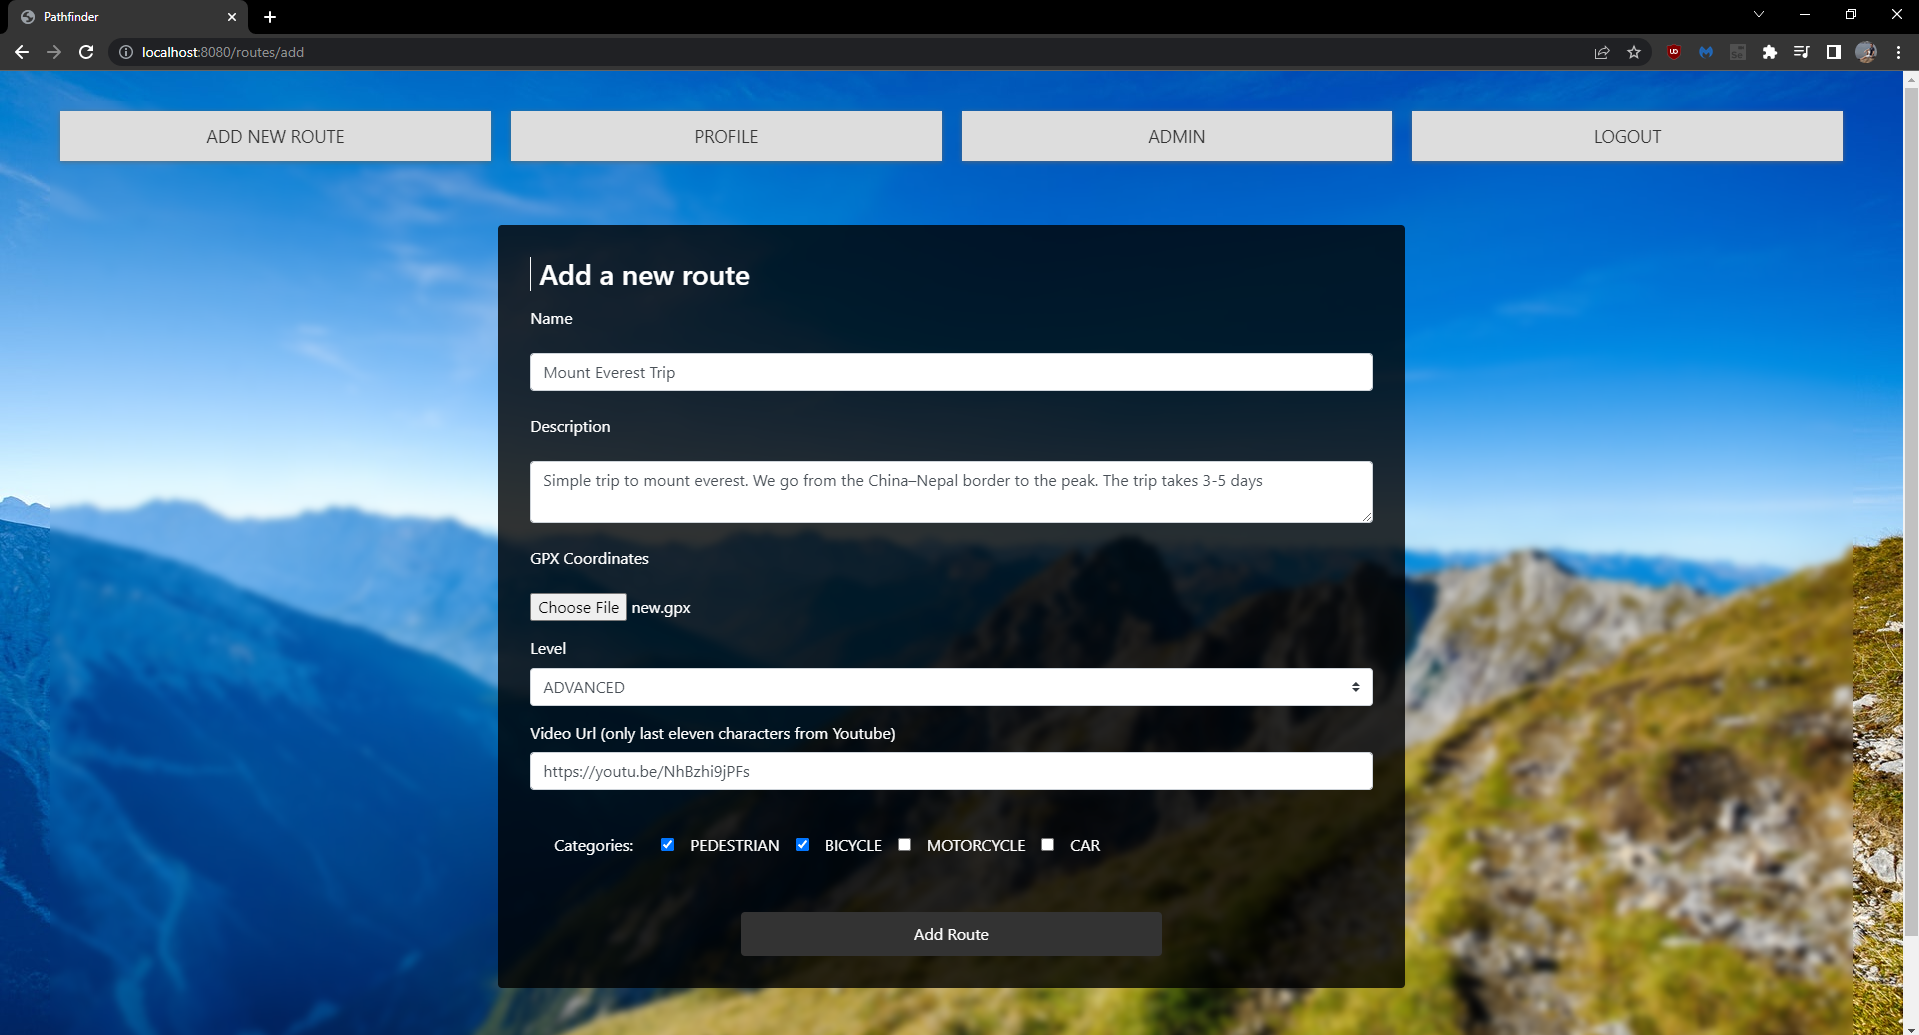 Pathfinder
localhost:8080/routes/add
ADD NEW ROUTE
PROFILE
ADMIN
LOGOUT
Add a new route
Name
Mount Everest Trip
Description
Simple trip to mount everest. We go from the China–Nepal border to the peak. The trip takes 3-5 days
GPX Coordinates
Choose File new.gpx
Level
ADVANCED
Video Url (only last eleven characters from Youtube)
https://youtu.be/NhBzhi9jPFs
Categories: PEDESTRIAN BICYCLE MOTORCYCLE CAR
Add Route